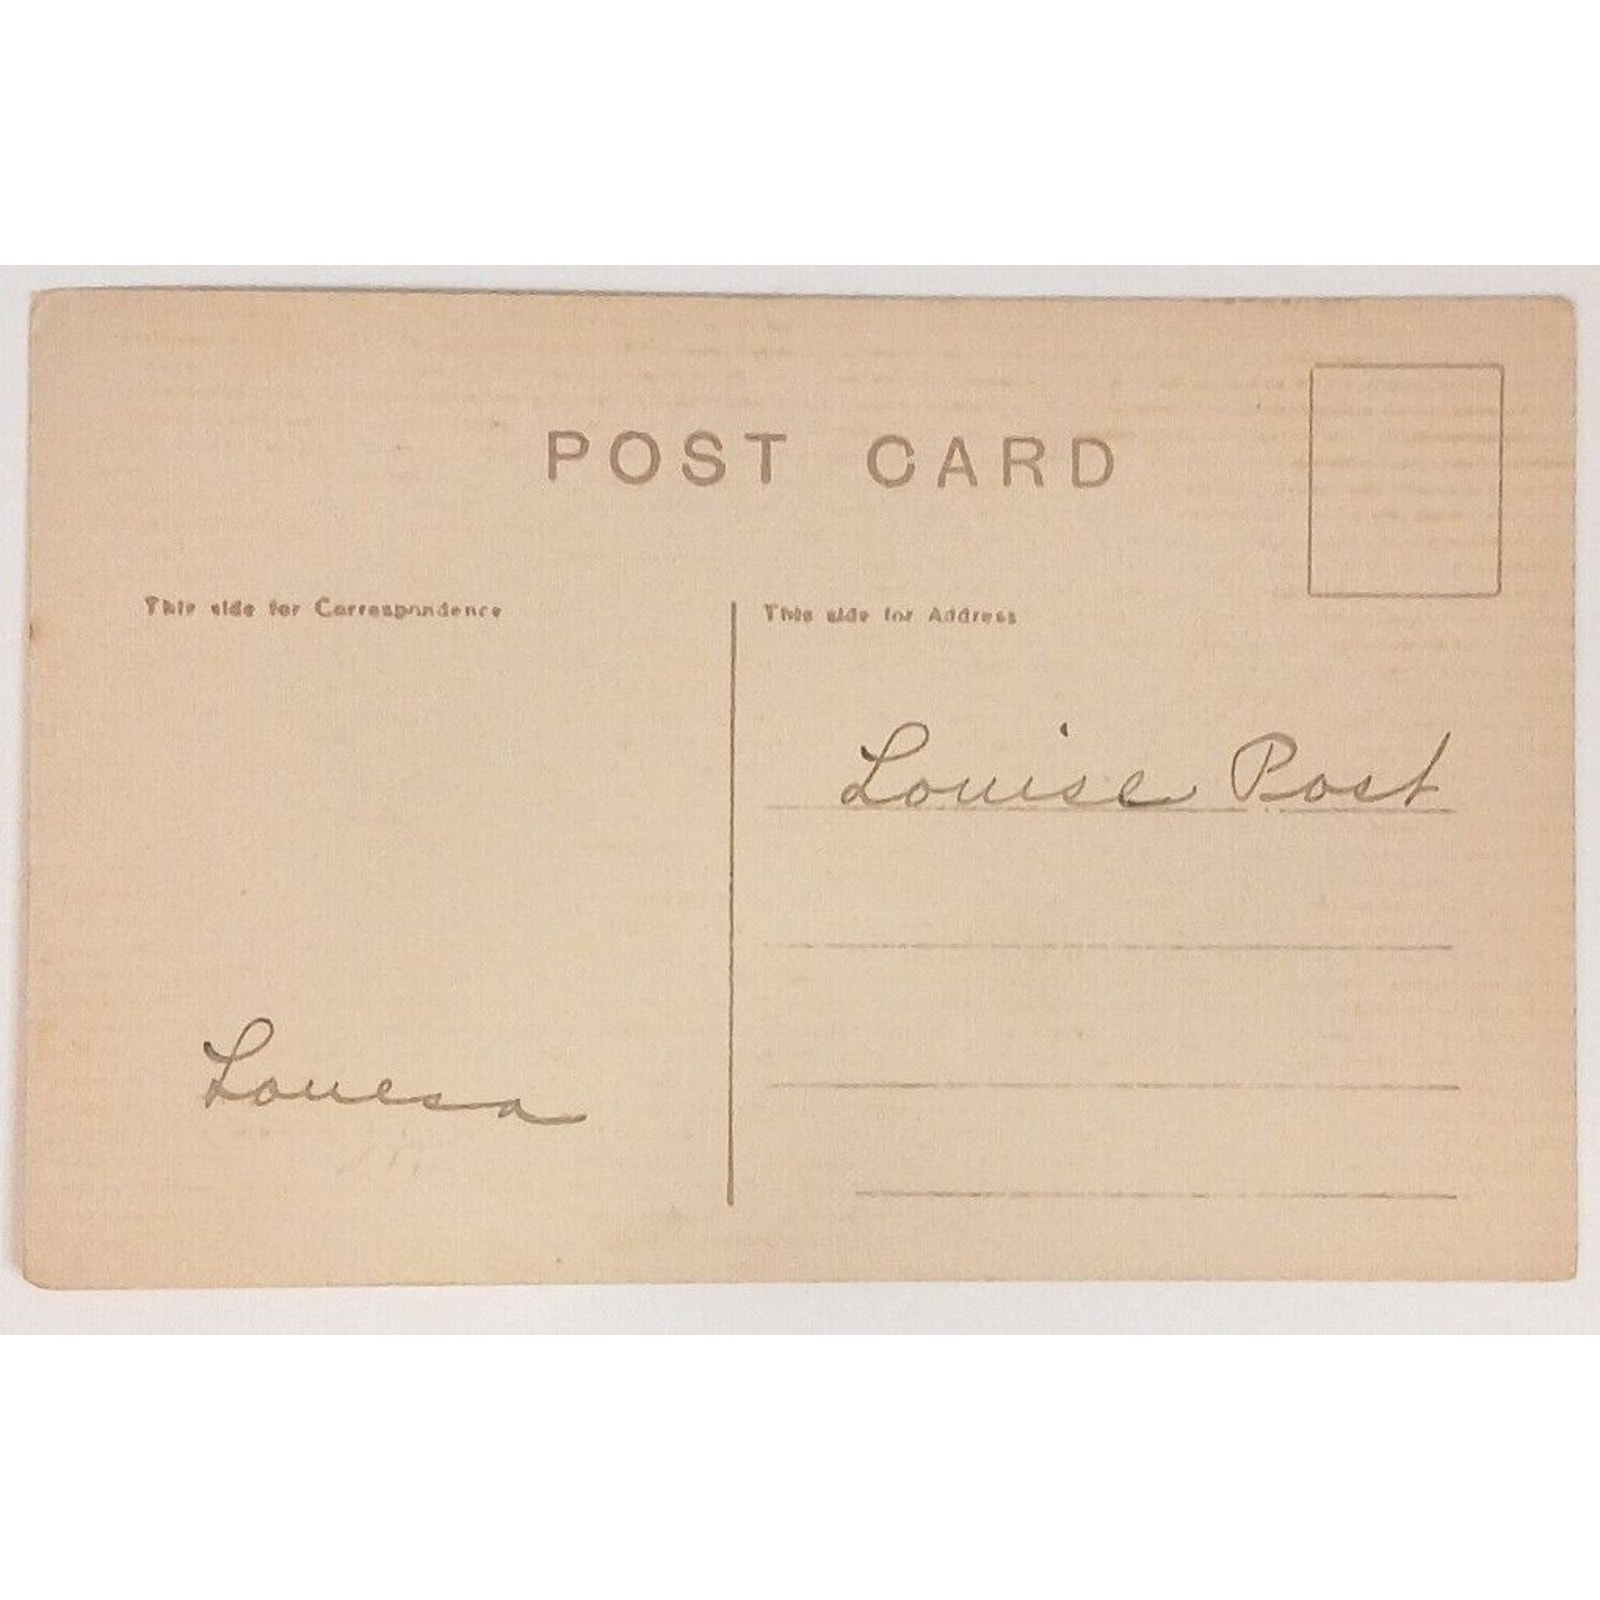 POST CARD
This side for Correspondence
This side for Address
Louise Post
Louesa